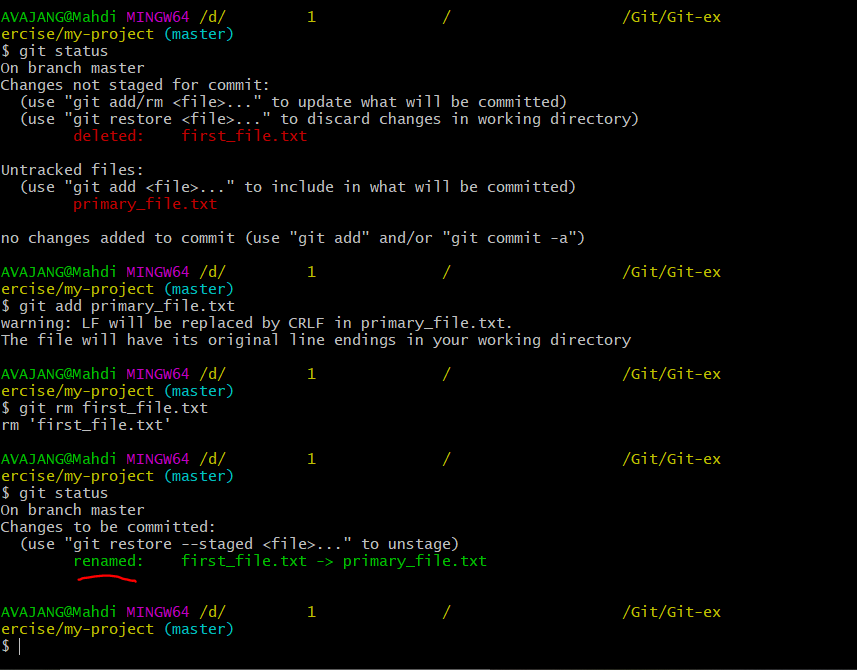 AVAJANG@Mahdi MINGW64 /d/ 1 / /Git/Git-ex
ercise/my-project (master)
$ git status
On branch master
Changes not staged for commit:
(use "git add/rm <file>..." to update what will be committed)
(use "git restore <file>..." to discard changes in working directory)
deleted: first_file.txt
Untracked files:
(use "git add <file>..." to include in what will be committed)
primary_file.txt
no changes added to commit (use "git add" and/or "git commit -a")
AVAJANG@Mahdi MINGW64 /d/ 1 / /Git/Git-ex
ercise/my-project (master)
$ git add primary_file.txt
warning: LF will be replaced by CRLF in primary_file.txt.
The file will have its original line endings in your working directory
AVAJANG@Mahdi MINGW64 /d/ 1 / /Git/Git-ex
ercise/my-project (master)
$ git rm first_file.txt
rm 'first_file.txt'
AVAJANG@Mahdi MINGW64 /d/ 1 / /Git/Git-ex
ercise/my-project (master)
$ git status
On branch master
Changes to be committed:
(use "git restore --staged <file>..." to unstage)
renamed: first_file.txt -> primary_file.txt
AVAJANG@Mahdi MINGW64 /d/ 1 / /Git/Git-ex
ercise/my-project (master)
$